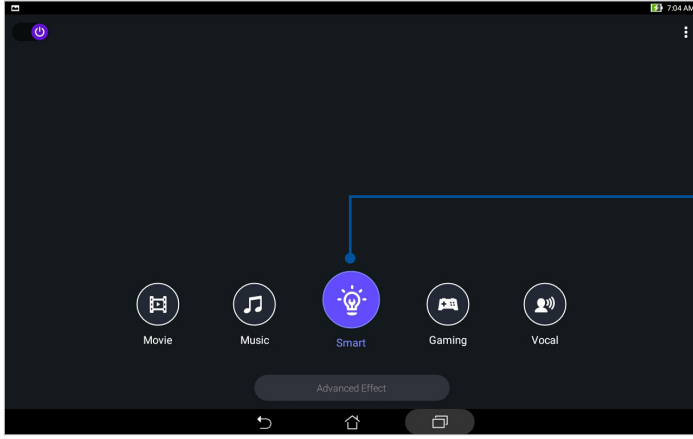 7:04 AM
Movie
Music
Smart
Gaming
Vocal
Advanced Effect